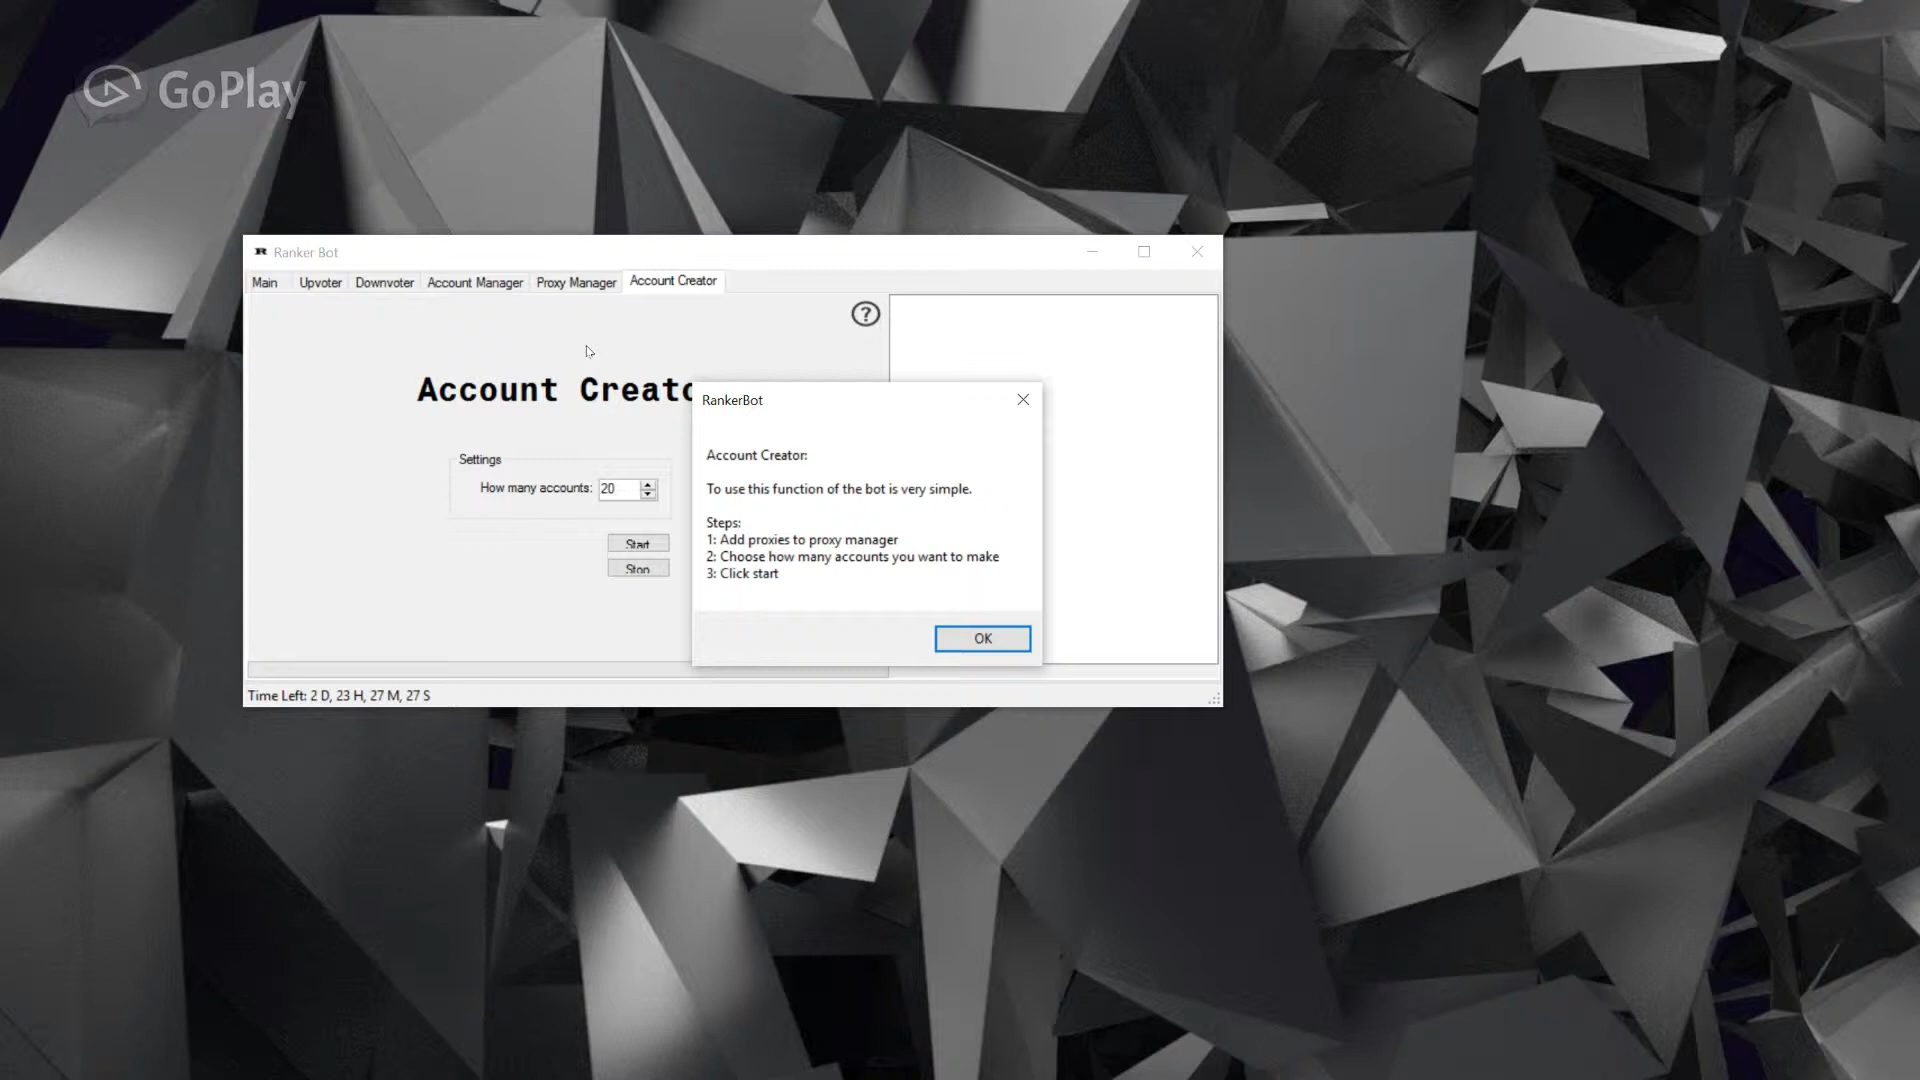 GoPlay
Ranker Bot
Main Upvoter Downvoter Account Manager Proxy Manager Account Creator
?
Account Creato
RankerBot
Account Creator:
To use this function of the bot is very simple.
Steps:
1: Add proxies to proxy manager
2: Choose how many accounts you want to make
3: Click start
OK
Settings
How many accounts: 20
Start
Stop
Time Left: 2 D, 23 H, 27 M, 27 S